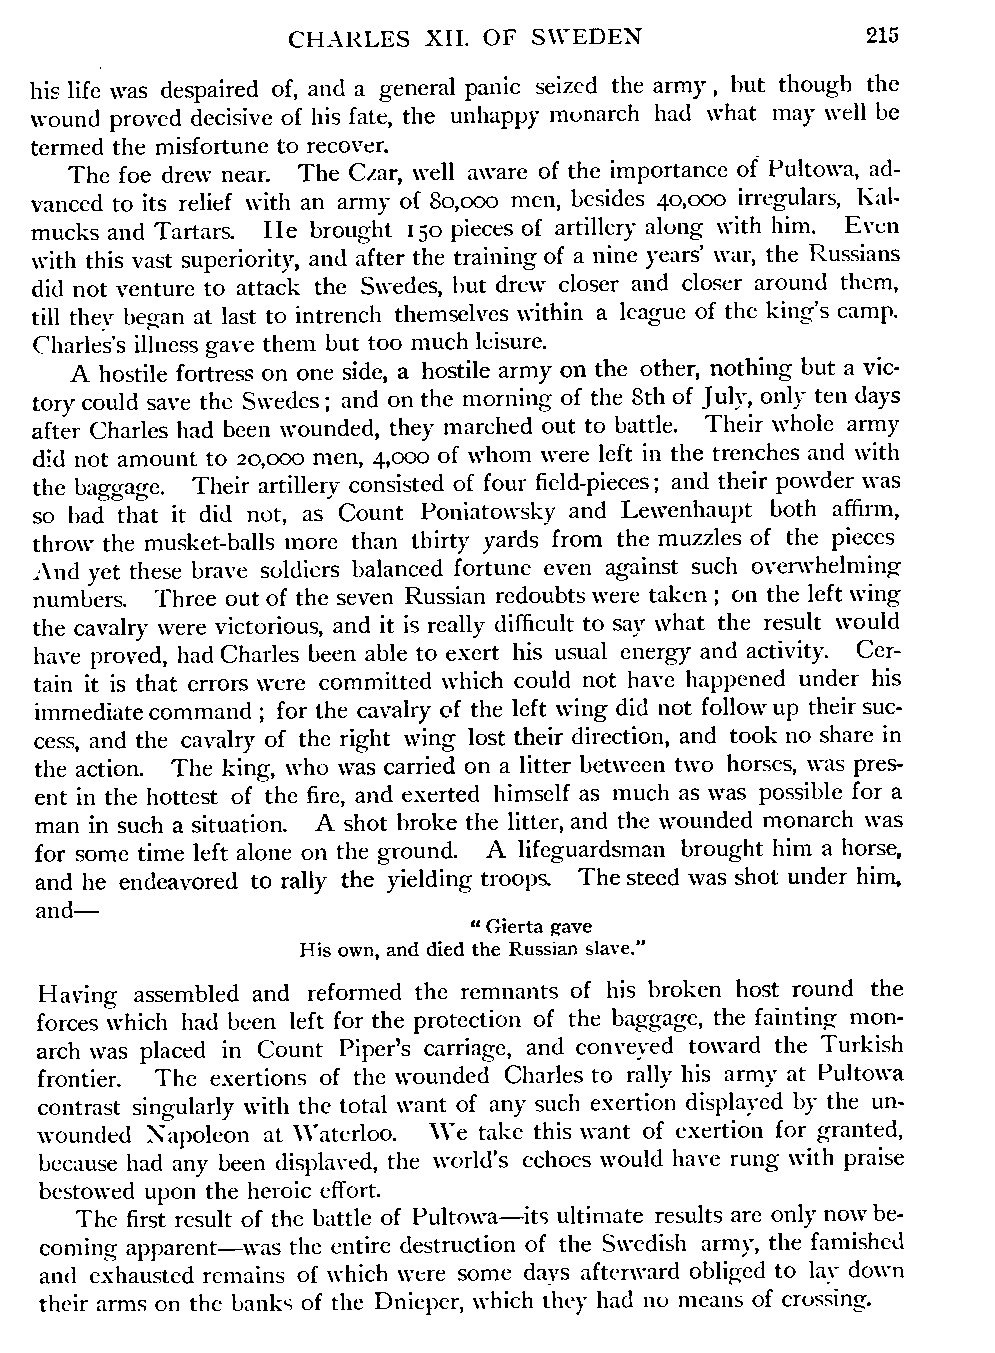 CHARLES XII. OF SWEDEN 215
his life was despaired of, and a general panic seized the army, but though the
wound proved decisive of his fate, the unhappy monarch had what may well be
termed the misfortune to recover.
The foe drew near. The Czar, well aware of the importance of Pultowa, ad-
vanced to its relief with an army of 80,000 men, besides 40,000 irregulars, Kal-
mucks and Tartars. He brought 150 pieces of artillery along with him. Even
with this vast superiority, and after the training of a nine years' war, the Russians
did not venture to attack the Swedes, but drew closer and closer around them,
till they began at last to intrench themselves within a league of the king's camp.
Charles's illness gave them but too much leisure.
A hostile fortress on one side, a hostile army on the other, nothing but a vic-
tory could save the Swedes; and on the morning of the 8th of July, only ten days
after Charles had been wounded, they marched out to battle. Their whole army
did not amount to 20,000 men, 4,000 of whom were left in the trenches and with
the baggage. Their artillery consisted of four field-pieces; and their powder was
so bad that it did not, as Count Poniatowsky and Lewenhaupt both affirm,
throw the musket-balls more than thirty yards from the muzzles of the pieces
And yet these brave soldiers balanced fortune even against such overwhelming
numbers. Three out of the seven Russian redoubts were taken; on the left wing
the cavalry were victorious, and it is really difficult to say what the result would
have proved, had Charles been able to exert his usual energy and activity. Cer-
tain it is that errors were committed which could not have happened under his
immediate command; for the cavalry of the left wing did not follow up their suc-
cess, and the cavalry of the right wing lost their direction, and took no share in
the action. The king, who was carried on a litter between two horses, was pres-
ent in the hottest of the fire, and exerted himself as much as was possible for a
man in such a situation. A shot broke the litter, and the wounded monarch was
for some time left alone on the ground. A lifeguardsman brought him a horse,
and he endeavored to rally the yielding troops. The steed was shot under him,
and—
"Gierta gave
His own, and died the Russian slave."
Having assembled and reformed the remnants of his broken host round the
forces which had been left for the protection of the baggage, the fainting mon-
arch was placed in Count Piper's carriage, and conveyed toward the Turkish
frontier. The exertions of the wounded Charles to rally his army at Pultowa
contrast singularly with the total want of any such exertion displayed by the un-
wounded Napoleon at Waterloo. We take this want of exertion for granted,
because had any been displayed, the world's echoes would have rung with praise
bestowed upon the heroic effort.
The first result of the battle of Pultowa—its ultimate results are only now be-
coming apparent—was the entire destruction of the Swedish army, the famished
and exhausted remains of which were some days afterward obliged to lay down
their arms on the banks of the Dnieper, which they had no means of crossing.